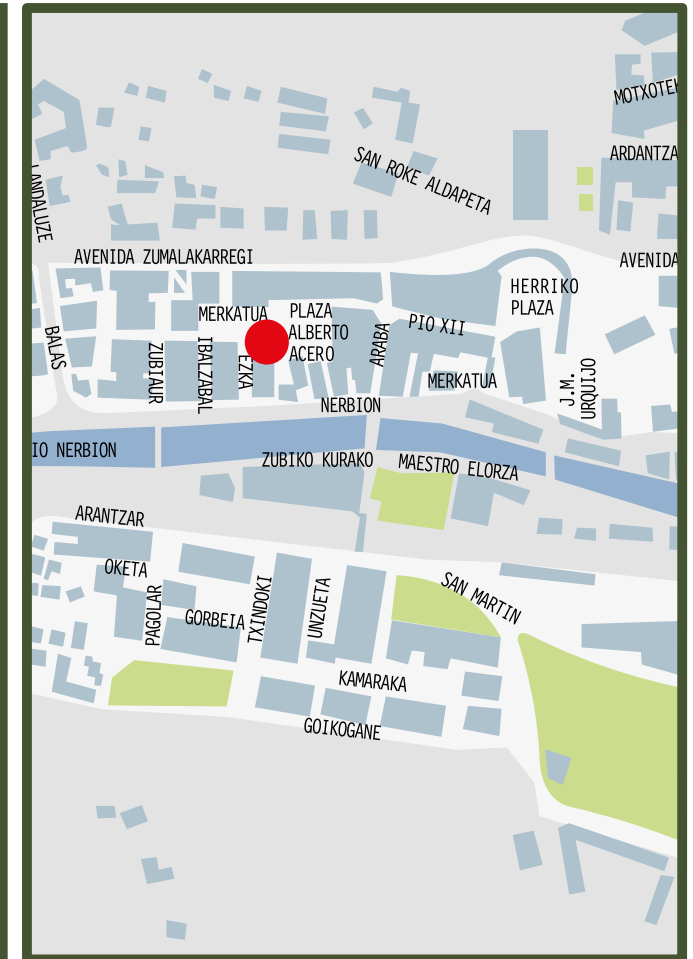 MOTXOTEK
ARDANTZA
SAN ROKE ALDAPETA
LANDALUZE
AVENIDA ZUMALAKARREGI
AVENIDA
HERRIKO
PLAZA
MERKATUA
PLAZA
ALBERTO
ACERO
PIO XII
ARABA
BALAS
ZUBIAUR
IBALZABAL
EZKA
MERKATUA
J.M.
URQUIJO
NERBION
IO NERBION
ZUBIKO KURAKO
MAESTRO ELORZA
ARANTZAR
OKETA
PAGOLAR
GORBEIA
TXINDOKI
UNZUETA
SAN MARTIN
KAMARAKA
GOIKOGANE